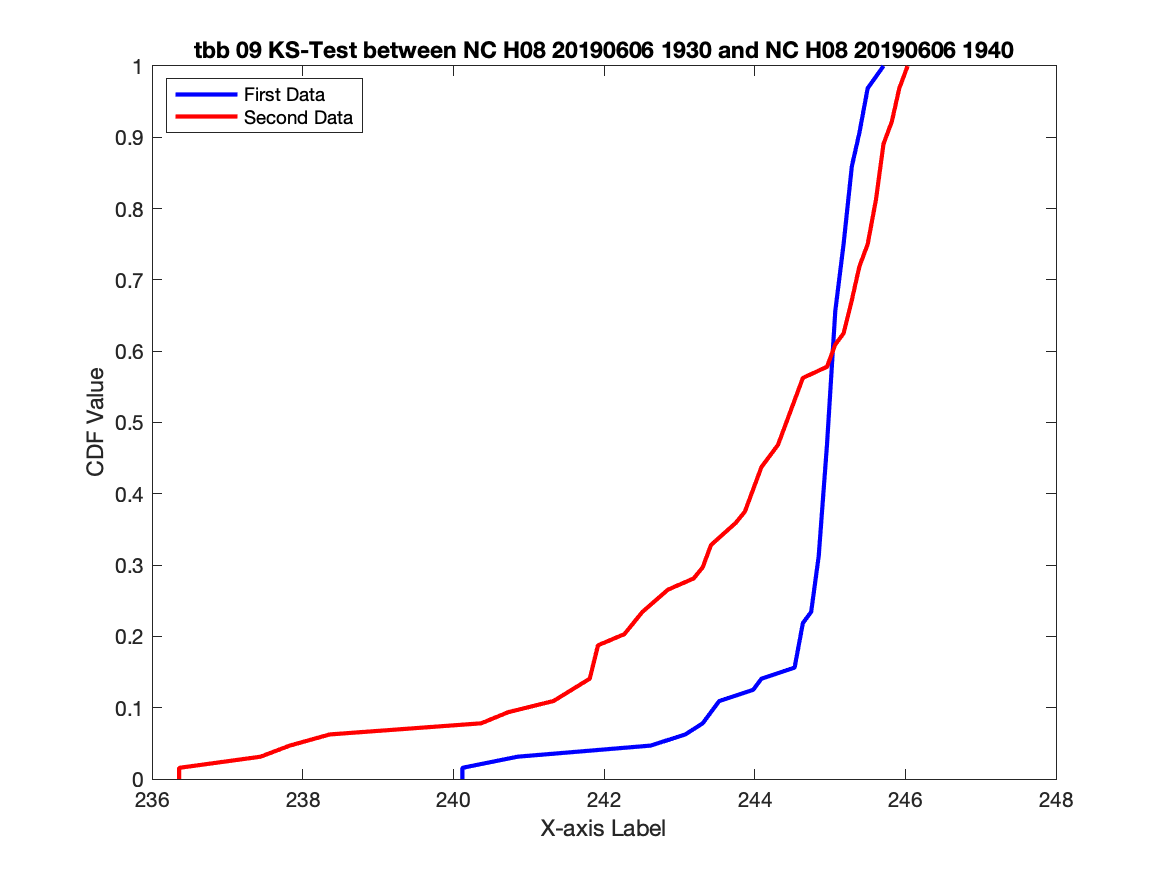 tbb 09 KS-Test between NC H08 20190606 1930 and NC H08 20190606 1940
First Data
Second Data
1
0.9
0.8
0.7
0.6
0.5
0.4
0.3
0.2
0.1
0
CDF Value
236 238 240 242 244 246 248
X-axis Label